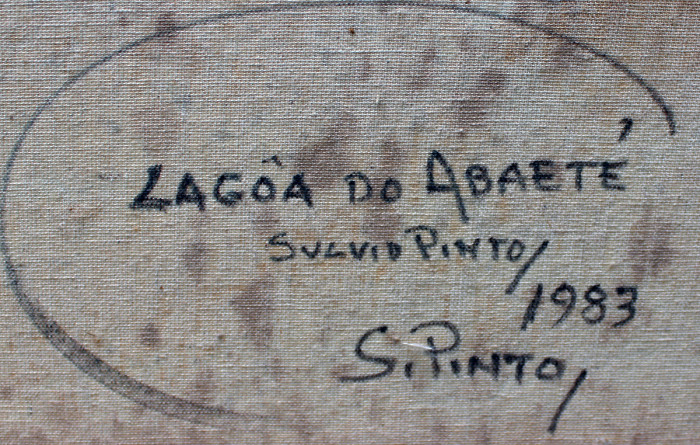 LAGÔA DO ABAETÉ
SYLVIO PINTO/
1983
S. PINTO,